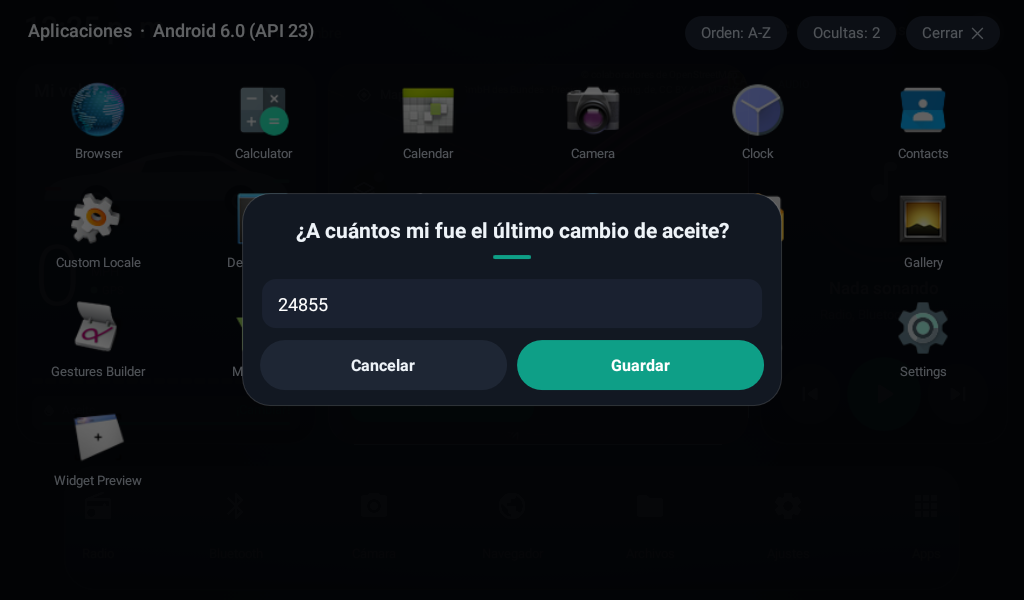 Aplicaciones · Android 6.0 (API 23)
Orden: A-Z
Ocultas: 2
Cerrar
Browser
Calculator
Calendar
Camera
Clock
Contacts
¿A cuántos mi fue el último cambio de aceite?
Custom Locale
De
Gallery
24855
Cancelar
Guardar
Gestures Builder
M
Settings
Widget Preview